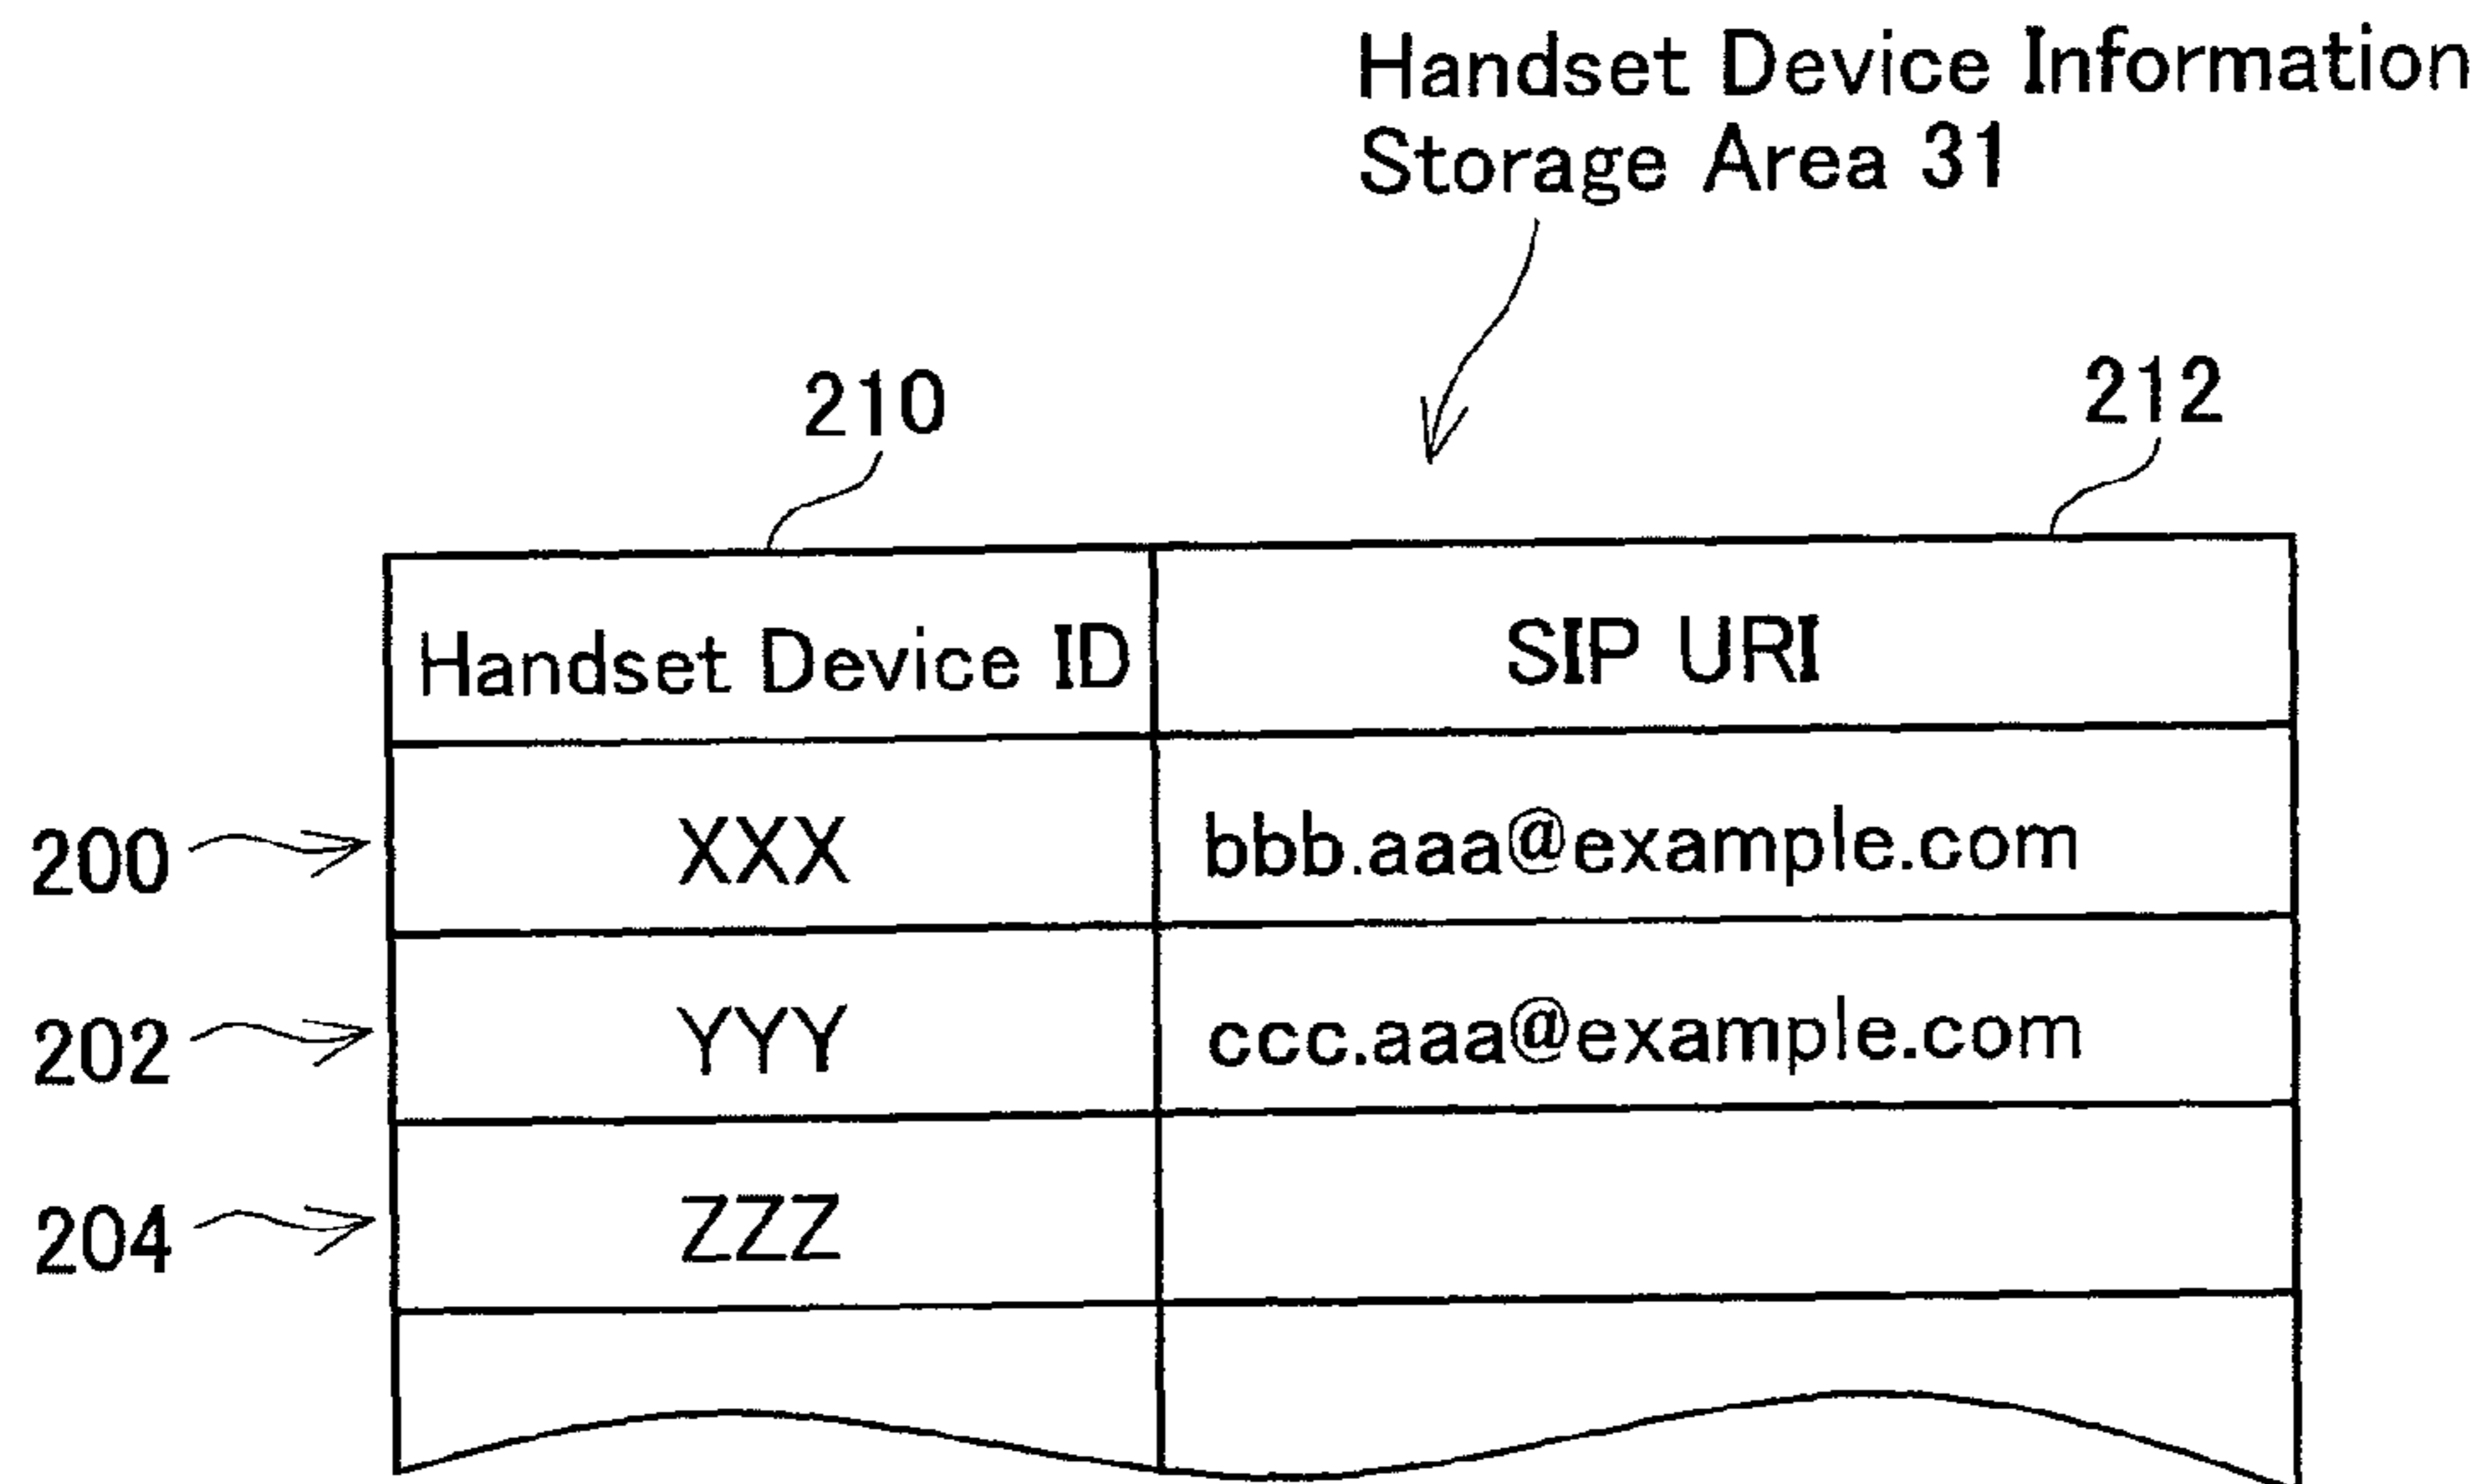 Handset Device Information
Storage Area 31
210
212
Handset Device ID
SIP URI
200
XXX
bbb.aaa@example.com
202
YYY
ccc.aaa@example.com
204
ZZZ